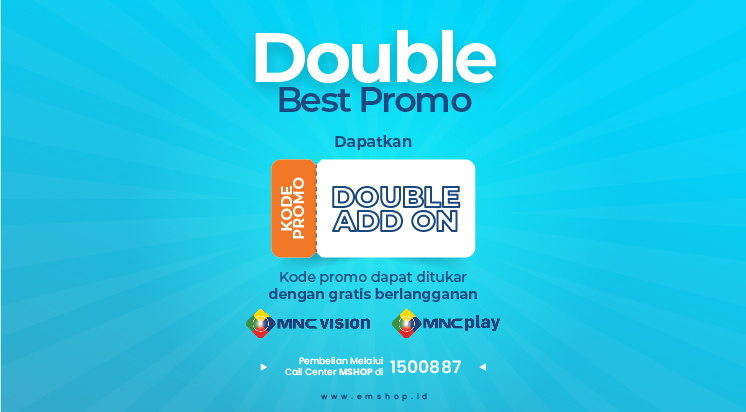 Double
Best Promo
Dapatkan
KODE
PROMO
DOUBLE
ADD ON
Kode promo dapat ditukar
dengan gratis berlangganan
MNC VISION
MNC play
Pembelian Melalui
Call Center MSHOP di
1500887
www.emshop.id